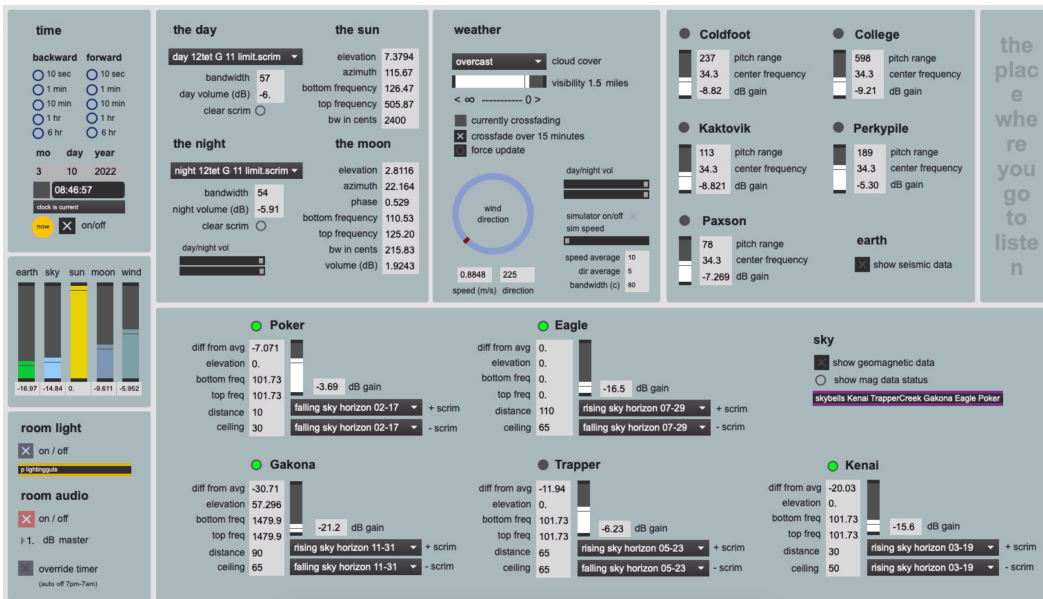 time
backward forward
10 sec 10 sec
1 min 1 min
10 min 10 min
1 hr 1 hr
6 hr 6 hr
mo day year
3 10 2022
08:46:57
clock is current
now on/off
the day
day 12tet G 11 limit.scrim
bandwidth 57
day volume (dB) -6.
clear scrim
the night
night 12tet G 11 limit.scrim
bandwidth 54
night volume (dB) -5.91
clear scrim
day/night vol
the sun
elevation 7.3794
azimuth 115.67
bottom frequency 126.47
top frequency 505.87
bw in cents 2400
the moon
elevation 2.8116
azimuth 22.164
phase 0.529
bottom frequency 110.53
top frequency 125.20
bw in cents 215.83
volume (dB) 1.9243
weather
overcast cloud cover
visibility 1.5 miles
< ∞ ----------- 0 >
currently crossfading
crossfade over 15 minutes
force update
wind
direction
0.8848 225
speed (m/s) direction
day/night vol
simulator on/off
sim speed
speed average 10
dir average 5
bandwidth (c) 80
Coldfoot
237 pitch range
34.3 center frequency
-8.82 dB gain
College
598 pitch range
34.3 center frequency
-9.21 dB gain
Kaktovik
113 pitch range
34.3 center frequency
-8.821 dB gain
Perkypile
189 pitch range
34.3 center frequency
-5.30 dB gain
Paxson
78 pitch range
34.3 center frequency
-7.269 dB gain
earth
show seismic data
the
plac
e
whe
re
you
go
to
liste
n
earth sky sun moon wind
-16.97 -14.84 0. -9.611 -5.952
room light
on / off
p lightingguts
room audio
on / off
1. dB master
override timer
(auto off 7pm-7am)
Poker
diff from avg -7.071
elevation 0.
bottom freq 101.73
top freq 101.73
distance 10
ceiling 30
-3.69 dB gain
falling sky horizon 02-17 + scrim
falling sky horizon 02-17 - scrim
Eagle
diff from avg 0.
elevation 0.
bottom freq 0.
top freq 0.
distance 110
ceiling 65
-16.5 dB gain
rising sky horizon 07-29 + scrim
falling sky horizon 07-29 - scrim
sky
show geomagnetic data
show mag data status
skybells Kenai TrapperCreek Gakona Eagle Poker
Gakona
diff from avg -30.71
elevation 57.296
bottom freq 1479.9
top freq 1479.9
distance 90
ceiling 65
-21.2 dB gain
rising sky horizon 11-31 + scrim
falling sky horizon 11-31 - scrim
Trapper
diff from avg -11.94
elevation 0.
bottom freq 101.73
top freq 101.73
distance 65
ceiling 65
-6.23 dB gain
rising sky horizon 05-23 + scrim
falling sky horizon 05-23 - scrim
Kenai
diff from avg -20.03
elevation 0.
bottom freq 101.73
top freq 101.73
distance 30
ceiling 50
-15.6 dB gain
rising sky horizon 03-19 + scrim
rising sky horizon 03-19 - scrim